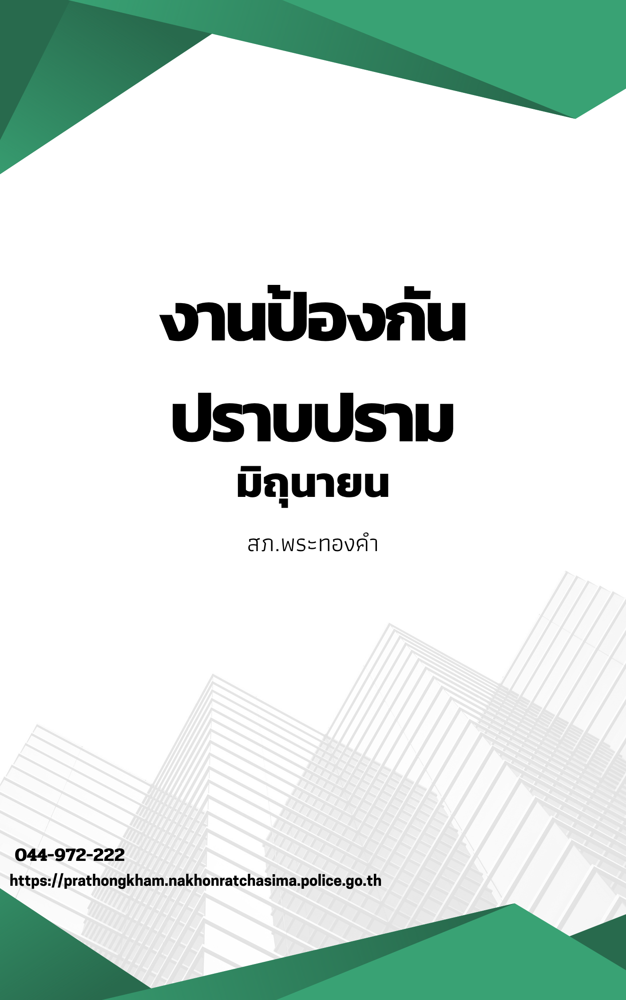 งานป้องกัน
ปราบปราม
มิถุนายน
สภ.พระทองคำ
044-972-222
https://prathongkham.nakhonratchasima.police.go.th